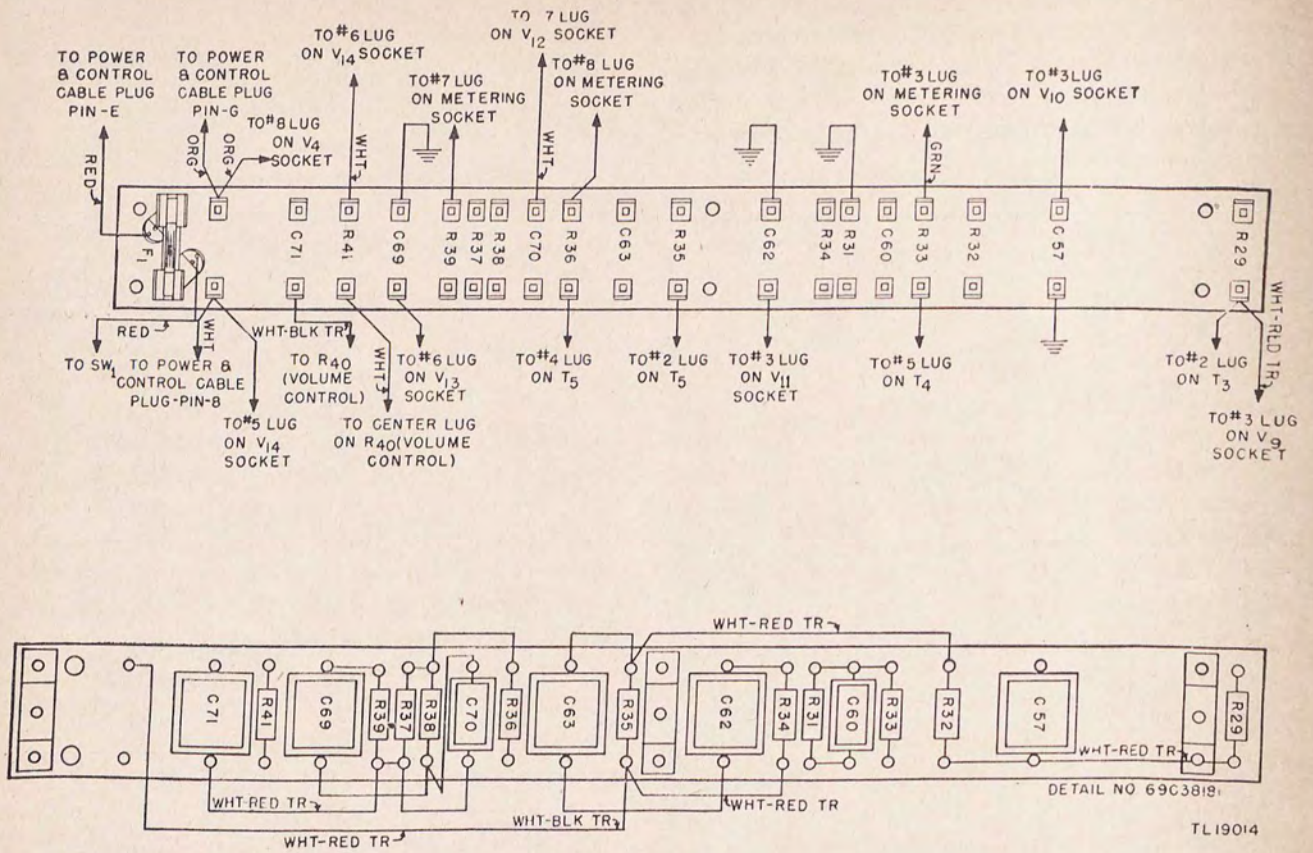 TO POWER
& CONTROL
CABLE PLUG
PIN-E
TO POWER
& CONTROL
CABLE PLUG
PIN-G
TO #8 LUG
ON V4
SOCKET
TO #6 LUG
ON V14 SOCKET
TO #7 LUG
ON METERING
SOCKET
TO 7 LUG
ON V12 SOCKET
TO #8 LUG
ON METERING
SOCKET
TO #3 LUG
ON METERING
SOCKET
TO #3 LUG
ON V10 SOCKET
RED
ORG
ORG
WHT
WHT
GRN
F1
C71
R41
C69
R39
R37
R38
C70
R36
C63
R35
C62
R34
R31
C60
R33
R32
C57
R29
WHT-RED TR
RED
WHT
WHT-BLK TR
WHT
TO SW1
TO POWER &
CONTROL CABLE
PLUG-PIN-8
TO #5 LUG
ON V14
SOCKET
TO R40
(VOLUME
CONTROL)
TO CENTER LUG
ON R40 (VOLUME
CONTROL)
TO #6 LUG
ON V13
SOCKET
TO #4 LUG
ON T5
TO #2 LUG
ON T5
TO #3 LUG
ON V11
SOCKET
TO #5 LUG
ON T4
TO #2 LUG
ON T3
TO #3 LUG
ON V9
SOCKET
WHT-RED TR
C71
R41
C69
R39
R37
R38
C70
R36
C63
R35
C62
R34
R31
C60
R33
R32
C57
R29
WHT-RED TR
WHT-RED TR
WHT-RED TR
WHT-BLK TR
WHT-RED TR
DETAIL NO 69C3818
TL19014